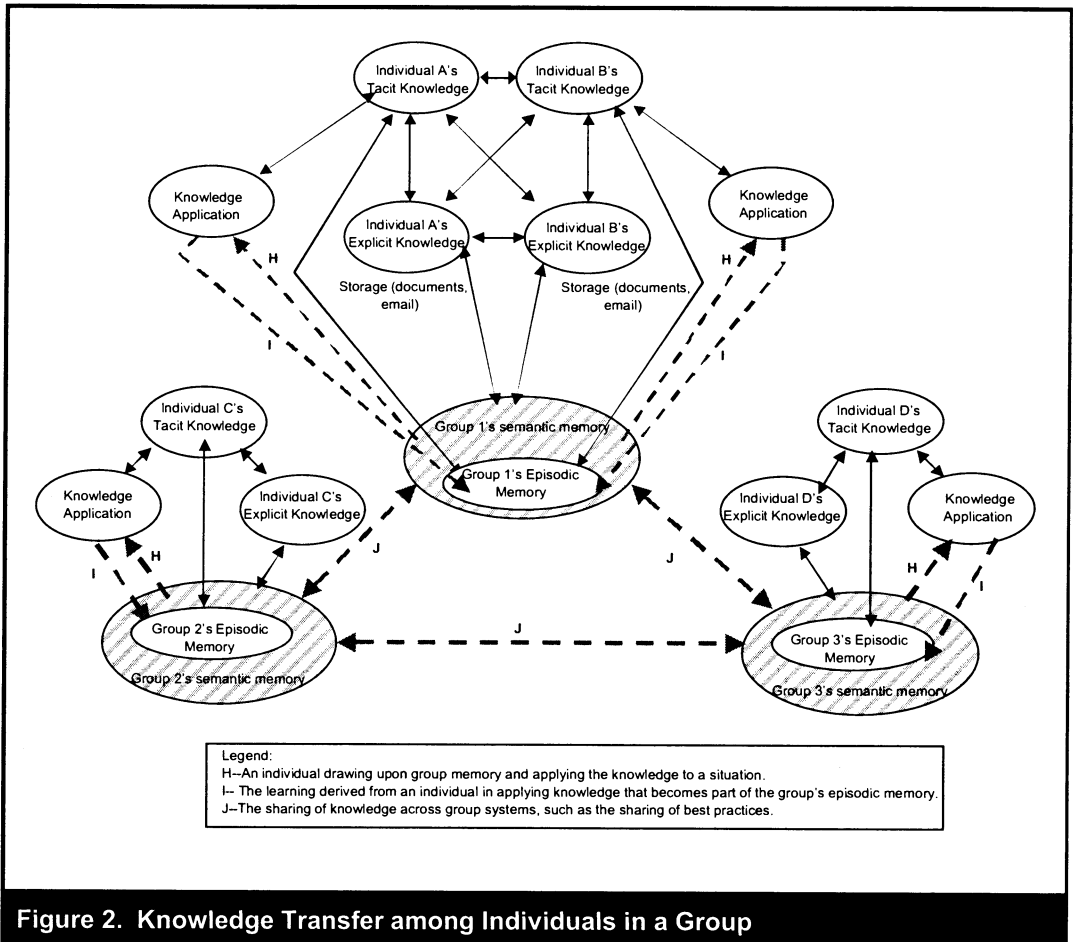 Individual A's
Tacit Knowledge
Individual B's
Tacit Knowledge
Knowledge
Application
Knowledge
Application
Individual A's
Explicit Knowledge
Individual B's
Explicit Knowledge
H
H
Storage (documents,
email)
Storage (documents,
email)
I
I
Individual C's
Tacit Knowledge
Individual D's
Tacit Knowledge
Group 1's semantic memory
Group 1's Episodic
Memory
Knowledge
Application
Individual C's
Explicit Knowledge
Individual D's
Explicit Knowledge
Knowledge
Application
J
J
H
I
H
I
J
Group 2's Episodic
Memory
Group 2's semantic memory
Group 3's Episodic
Memory
Group 3's semantic memory
Legend:
H--An individual drawing upon group memory and applying the knowledge to a situation.
I-- The learning derived from an individual in applying knowledge that becomes part of the group's episodic memory.
J--The sharing of knowledge across group systems, such as the sharing of best practices.
Figure 2. Knowledge Transfer among Individuals in a Group